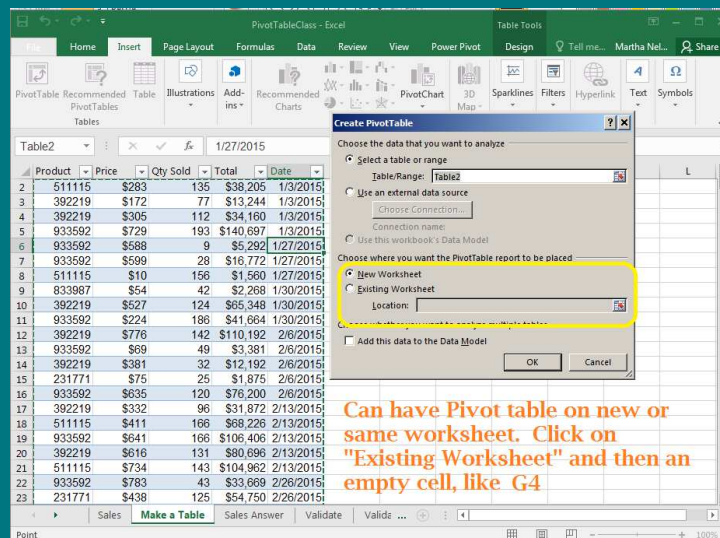 PivotTableClass - Excel
Table Tools
File Home Insert Page Layout Formulas Data Review View Power Pivot Design Tell me... Martha Nel... Share
PivotTable Recommended PivotTables Table Illustrations Add-ins Recommended Charts PivotChart 3D Map Sparklines Filters Hyperlink Text Symbols
Tables
Table2 fx 1/27/2015
Product Price Qty Sold Total Date L
2 511115 $283 135 $38,205 1/3/2015
3 392219 $172 77 $13,244 1/3/2015
4 392219 $305 112 $34,160 1/3/2015
5 933592 $729 193 $140,697 1/3/2015
6 933592 $588 9 $5,292 1/27/2015
7 933592 $599 28 $16,772 1/27/2015
8 511115 $10 156 $1,560 1/27/2015
9 833987 $54 42 $2,268 1/30/2015
10 392219 $527 124 $65,348 1/30/2015
11 933592 $224 186 $41,664 1/30/2015
12 392219 $776 142 $110,192 2/6/2015
13 933592 $69 49 $3,381 2/6/2015
14 392219 $381 32 $12,192 2/6/2015
15 231771 $75 25 $1,875 2/6/2015
16 933592 $635 120 $76,200 2/6/2015
17 392219 $332 96 $31,872 2/13/2015
18 511115 $411 166 $68,226 2/13/2015
19 933592 $641 166 $106,406 2/13/2015
20 392219 $616 131 $80,696 2/13/2015
21 511115 $734 143 $104,962 2/13/2015
22 933592 $783 43 $33,669 2/26/2015
23 231771 $438 125 $54,750 2/26/2015
Create PivotTable
Choose the data that you want to analyze
Select a table or range
Table/Range: Table2
Use an external data source
Choose Connection...
Connection name:
Use this workbook's Data Model
Choose where you want the PivotTable report to be placed
New Worksheet
Existing Worksheet
Location:
Choose whether you want to analyze multiple tables
Add this data to the Data Model
OK Cancel
Can have Pivot table on new or
same worksheet. Click on
"Existing Worksheet" and then an
empty cell, like G4
Sales Make a Table Sales Answer Validate Valida ...
Point 100%